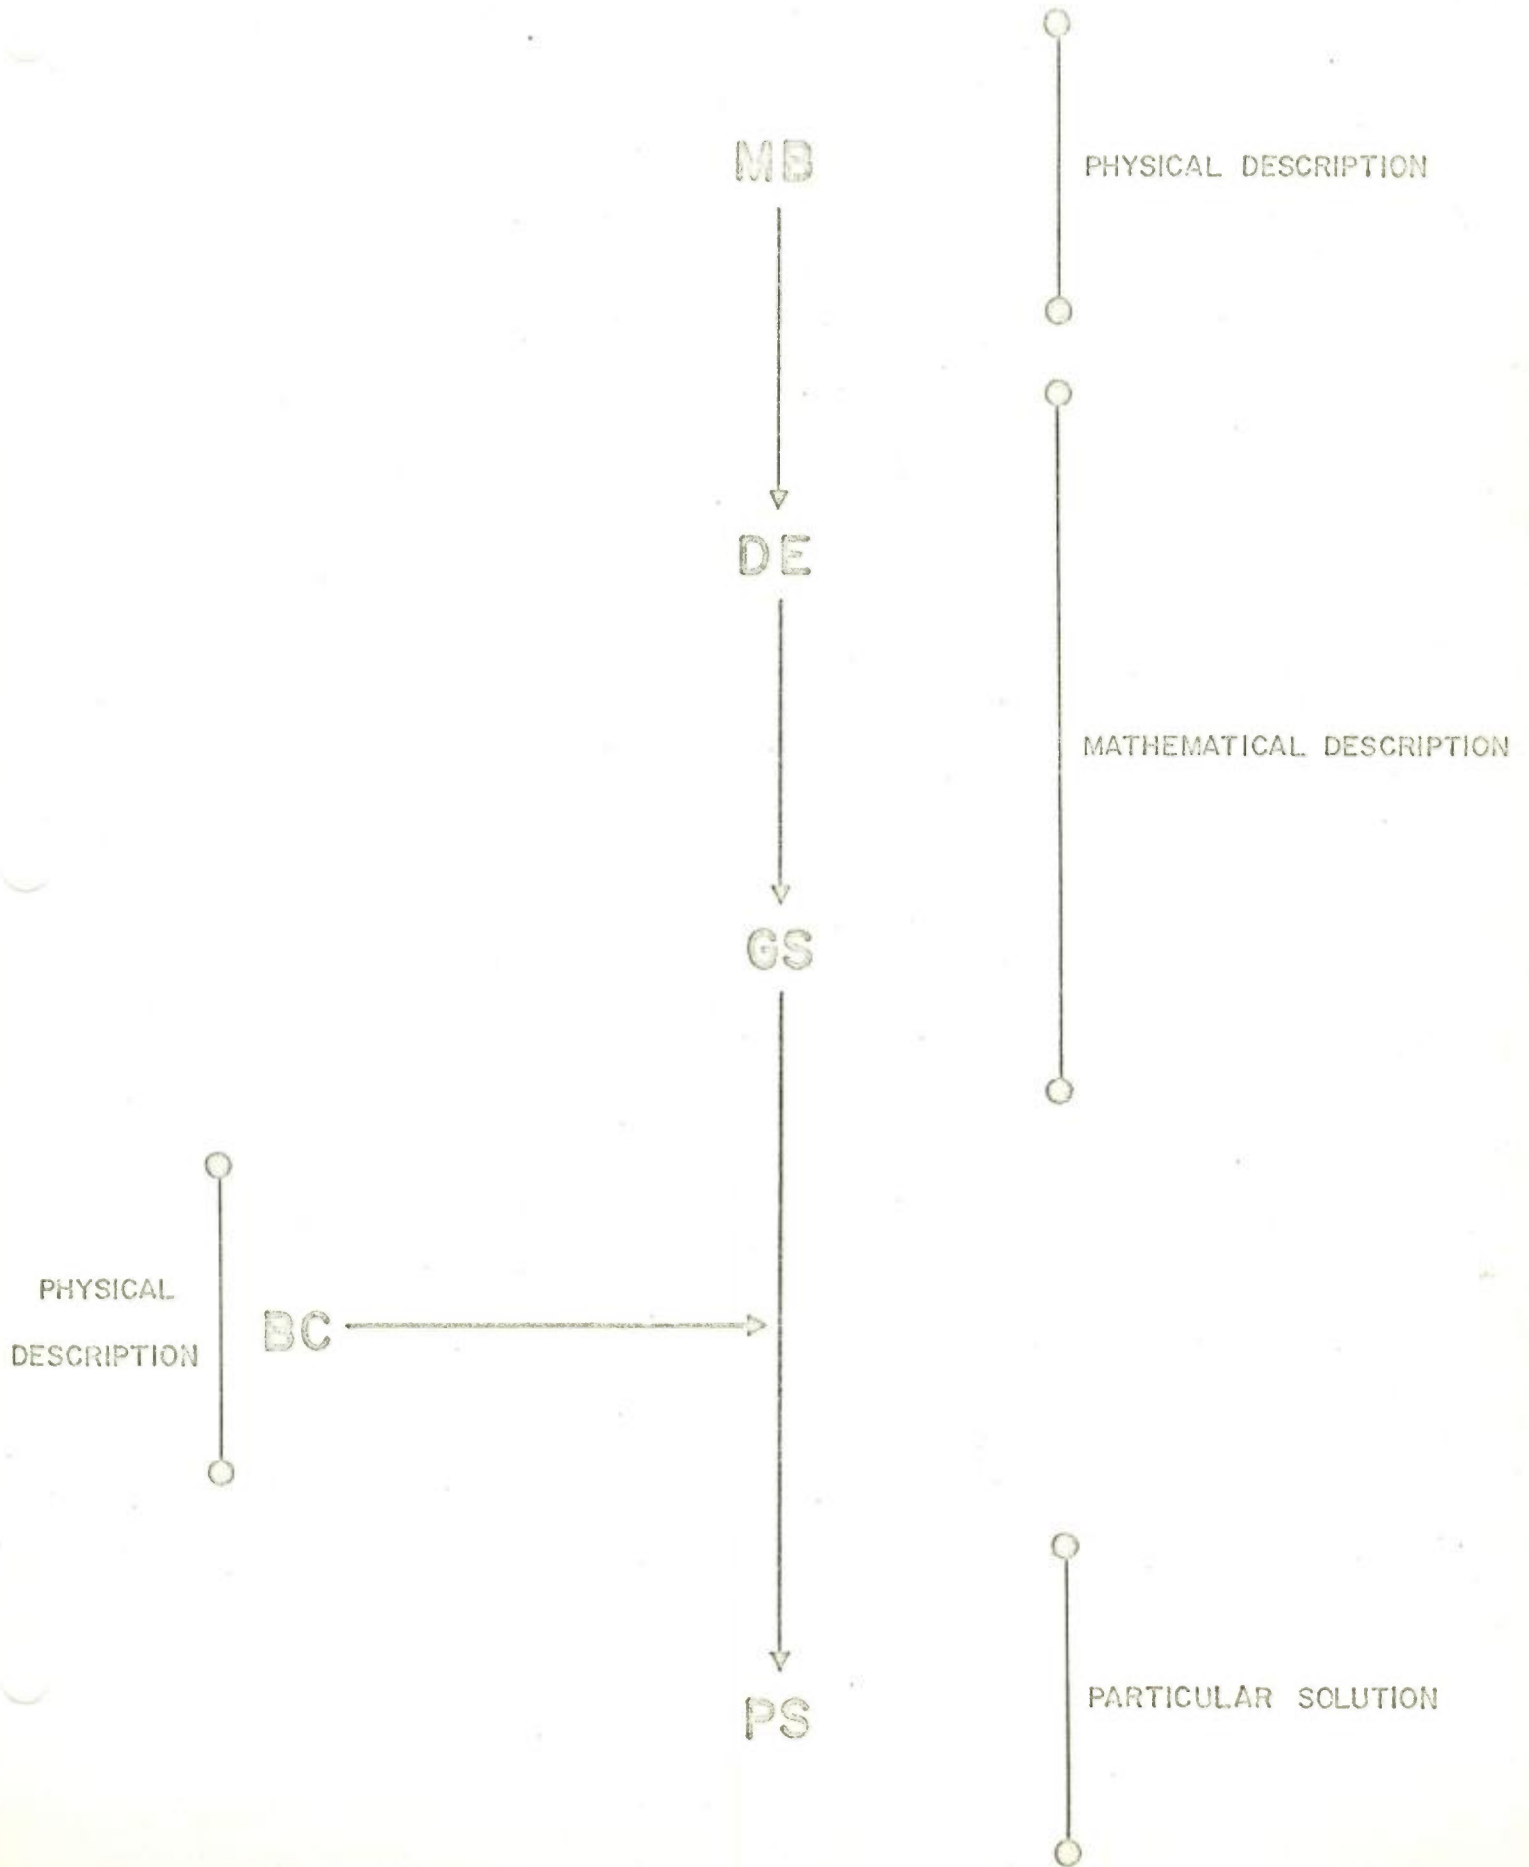 MB
PHYSICAL DESCRIPTION
DE
MATHEMATICAL DESCRIPTION
GS
PHYSICAL
DESCRIPTION
BC
PS
PARTICULAR SOLUTION